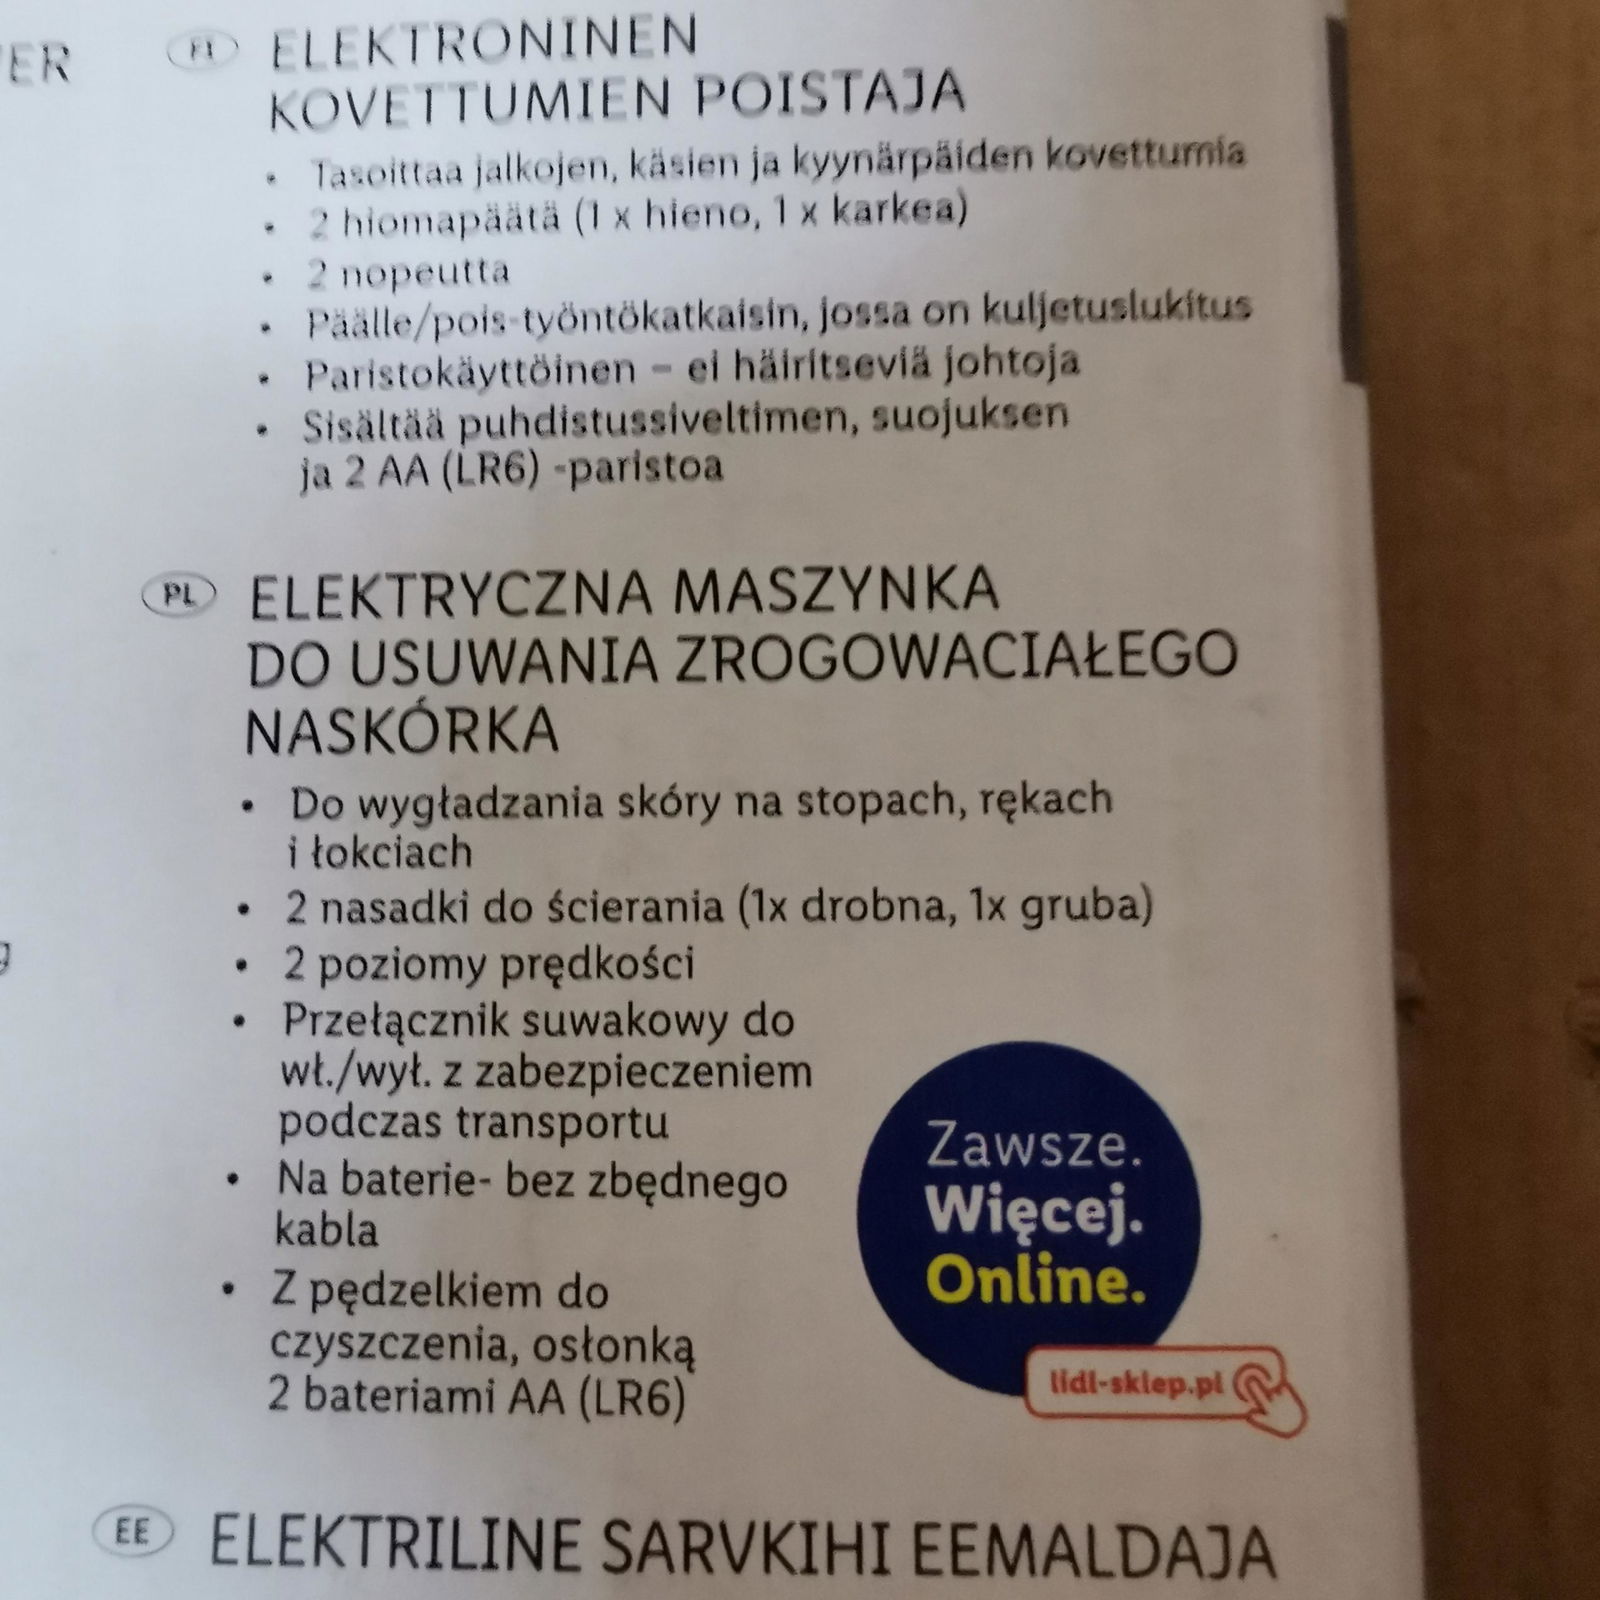 ER
FI ELEKTRONINEN
KOVETTUMIEN POISTAJA
• Tasoittaa jalkojen, käsien ja kyynärpäiden kovettumia
• 2 hiomapäätä (1 x hieno, 1 x karkea)
• 2 nopeutta
• Päälle/pois-työntökatkaisin, jossa on kuljetuslukitus
• Paristokäyttöinen – ei häiritseviä johtoja
• Sisältää puhdistussiveltimen, suojuksen
ja 2 AA (LR6) -paristoa
PL ELEKTRYCZNA MASZYNKA
DO USUWANIA ZROGOWACIAŁEGO
NASKÓRKA
• Do wygładzania skóry na stopach, rękach
i łokciach
• 2 nasadki do ścierania (1x drobna, 1x gruba)
• 2 poziomy prędkości
• Przełącznik suwakowy do
wł./wył. z zabezpieczeniem
podczas transportu
• Na baterie- bez zbędnego
kabla
• Z pędzelkiem do
czyszczenia, osłonką
2 bateriami AA (LR6)
Zawsze.
Więcej.
Online.
lidl-sklep.pl
EE ELEKTRILINE SARVKIHI EEMALDAJA